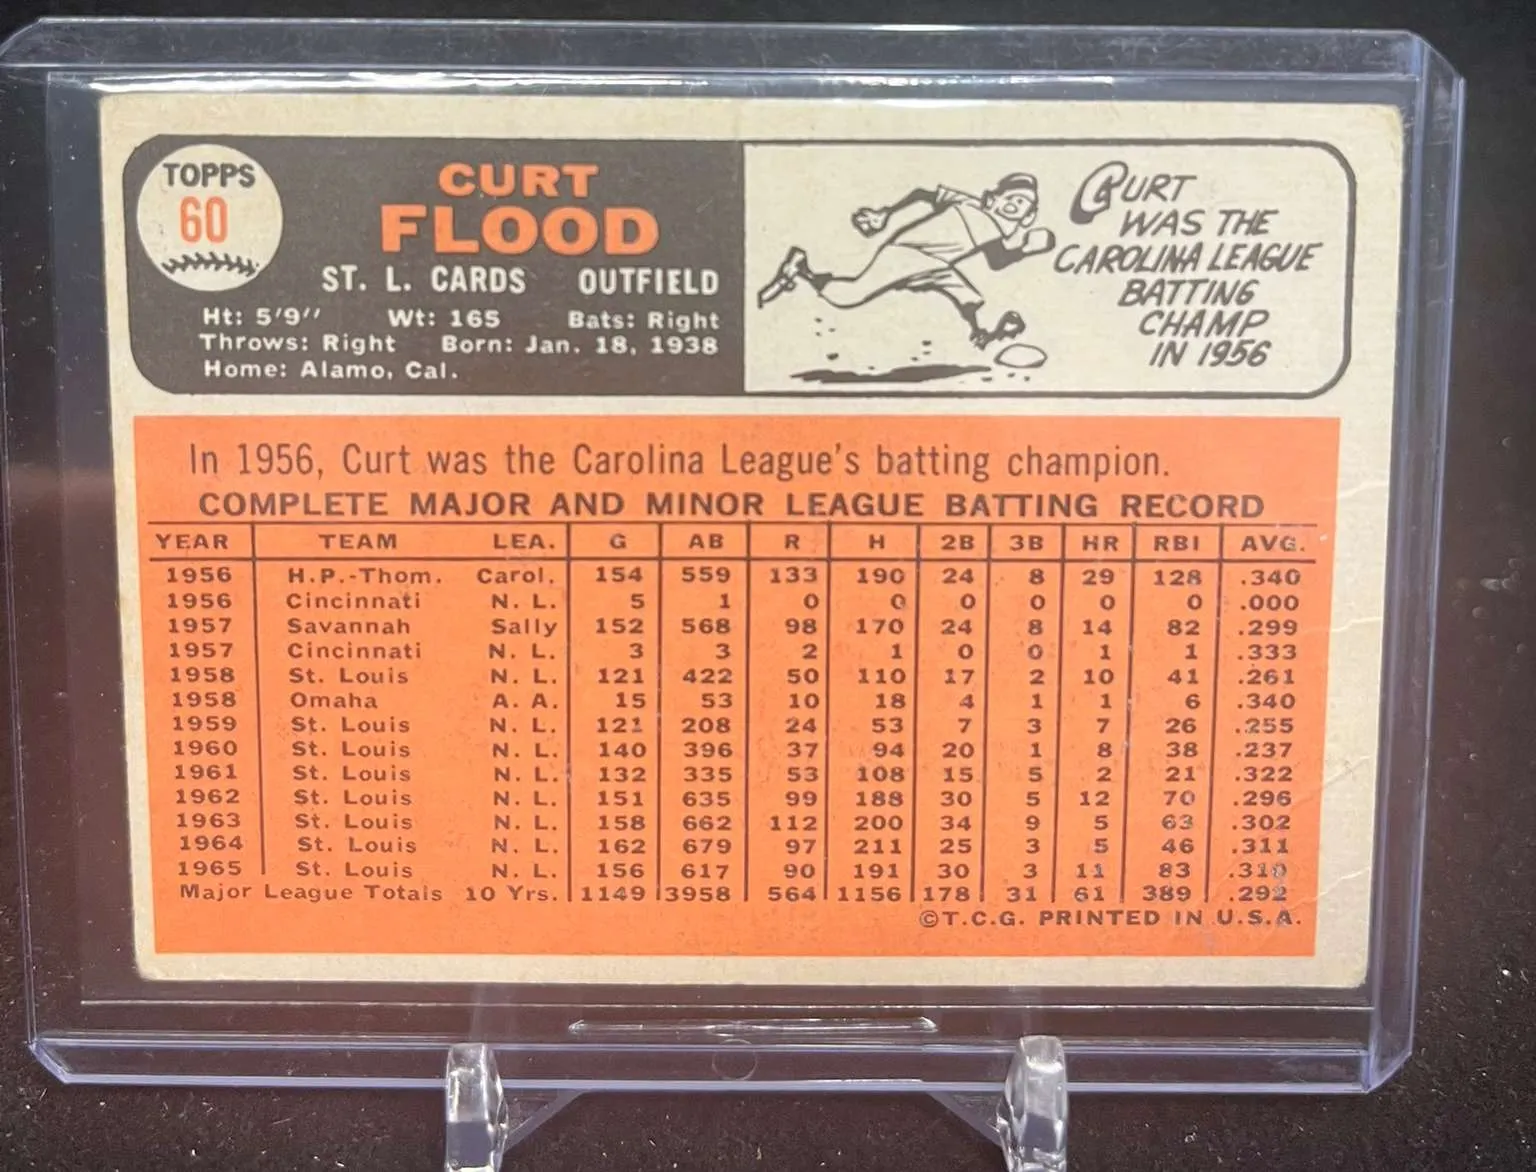 TOPPS
60
CURT
FLOOD
ST. L. CARDS OUTFIELD
Ht: 5'9'' Wt: 165 Bats: Right
Throws: Right Born: Jan. 18, 1938
Home: Alamo, Cal.
CURT
WAS THE
CAROLINA LEAGUE
BATTING
CHAMP
IN 1956
In 1956, Curt was the Carolina League's batting champion.
COMPLETE MAJOR AND MINOR LEAGUE BATTING RECORD
YEAR TEAM LEA. G AB R H 2B 3B HR RBI AVG.
1956 H.P.-Thom. Carol. 154 559 133 190 24 8 29 128 .340
1956 Cincinnati N. L. 5 1 0 0 0 0 0 0 .000
1957 Savannah Sally 152 568 98 170 24 8 14 82 .299
1957 Cincinnati N. L. 3 3 2 1 0 0 1 1 .333
1958 St. Louis N. L. 121 422 50 110 17 2 10 41 .261
1958 Omaha A. A. 15 53 10 18 4 1 1 6 .340
1959 St. Louis N. L. 121 208 24 53 7 3 7 26 .255
1960 St. Louis N. L. 140 396 37 94 20 1 8 38 .237
1961 St. Louis N. L. 132 335 53 108 15 5 2 21 .322
1962 St. Louis N. L. 151 635 99 188 30 5 12 70 .296
1963 St. Louis N. L. 158 662 112 200 34 9 5 63 .302
1964 St. Louis N. L. 162 679 97 211 25 3 5 46 .311
1965 St. Louis N. L. 156 617 90 191 30 3 11 83 .310
Major League Totals 10 Yrs. 1149 3958 564 1156 178 31 61 389 .292
©T.C.G. PRINTED IN U.S.A.